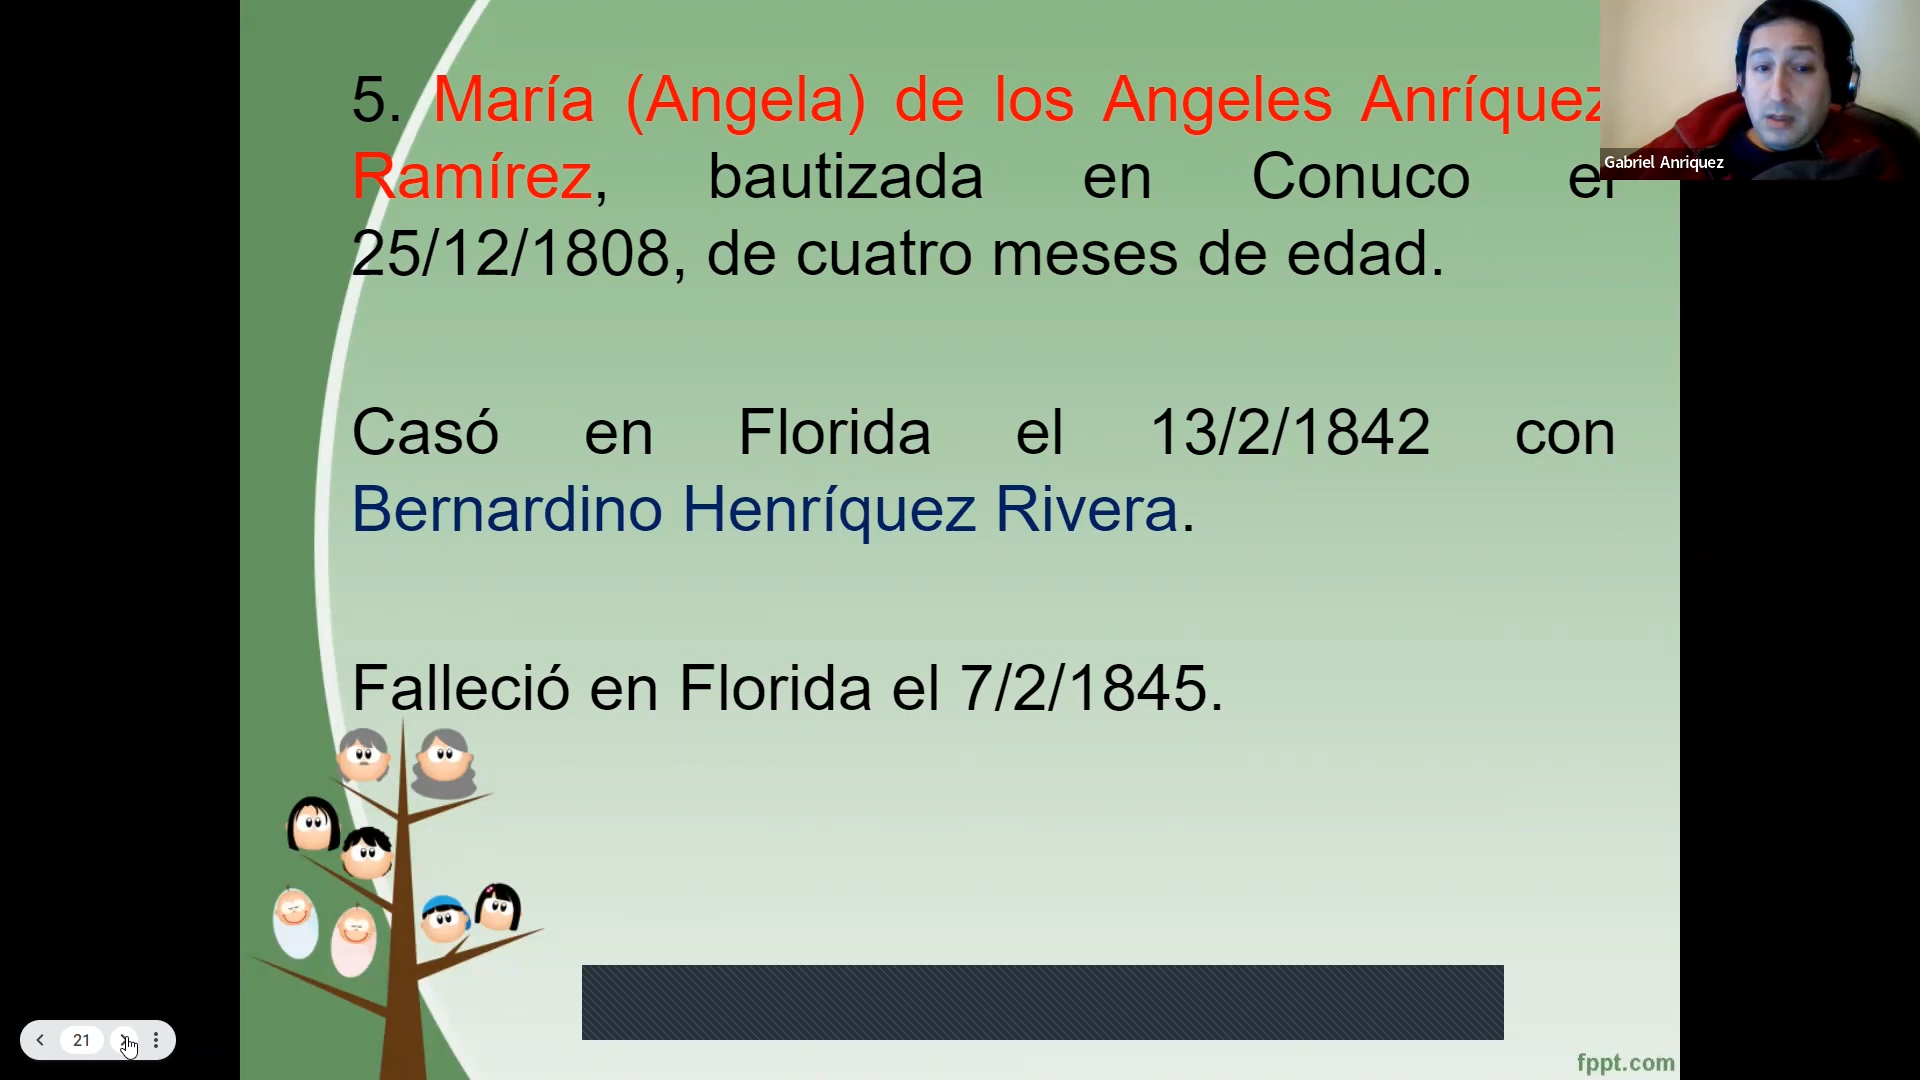 5. María (Angela) de los Angeles Anríquez
Ramírez, bautizada en Conuco el
25/12/1808, de cuatro meses de edad.
Casó en Florida el 13/2/1842 con
Bernardino Henríquez Rivera.
Falleció en Florida el 7/2/1845.
Gabriel Anriquez
21
fppt.com